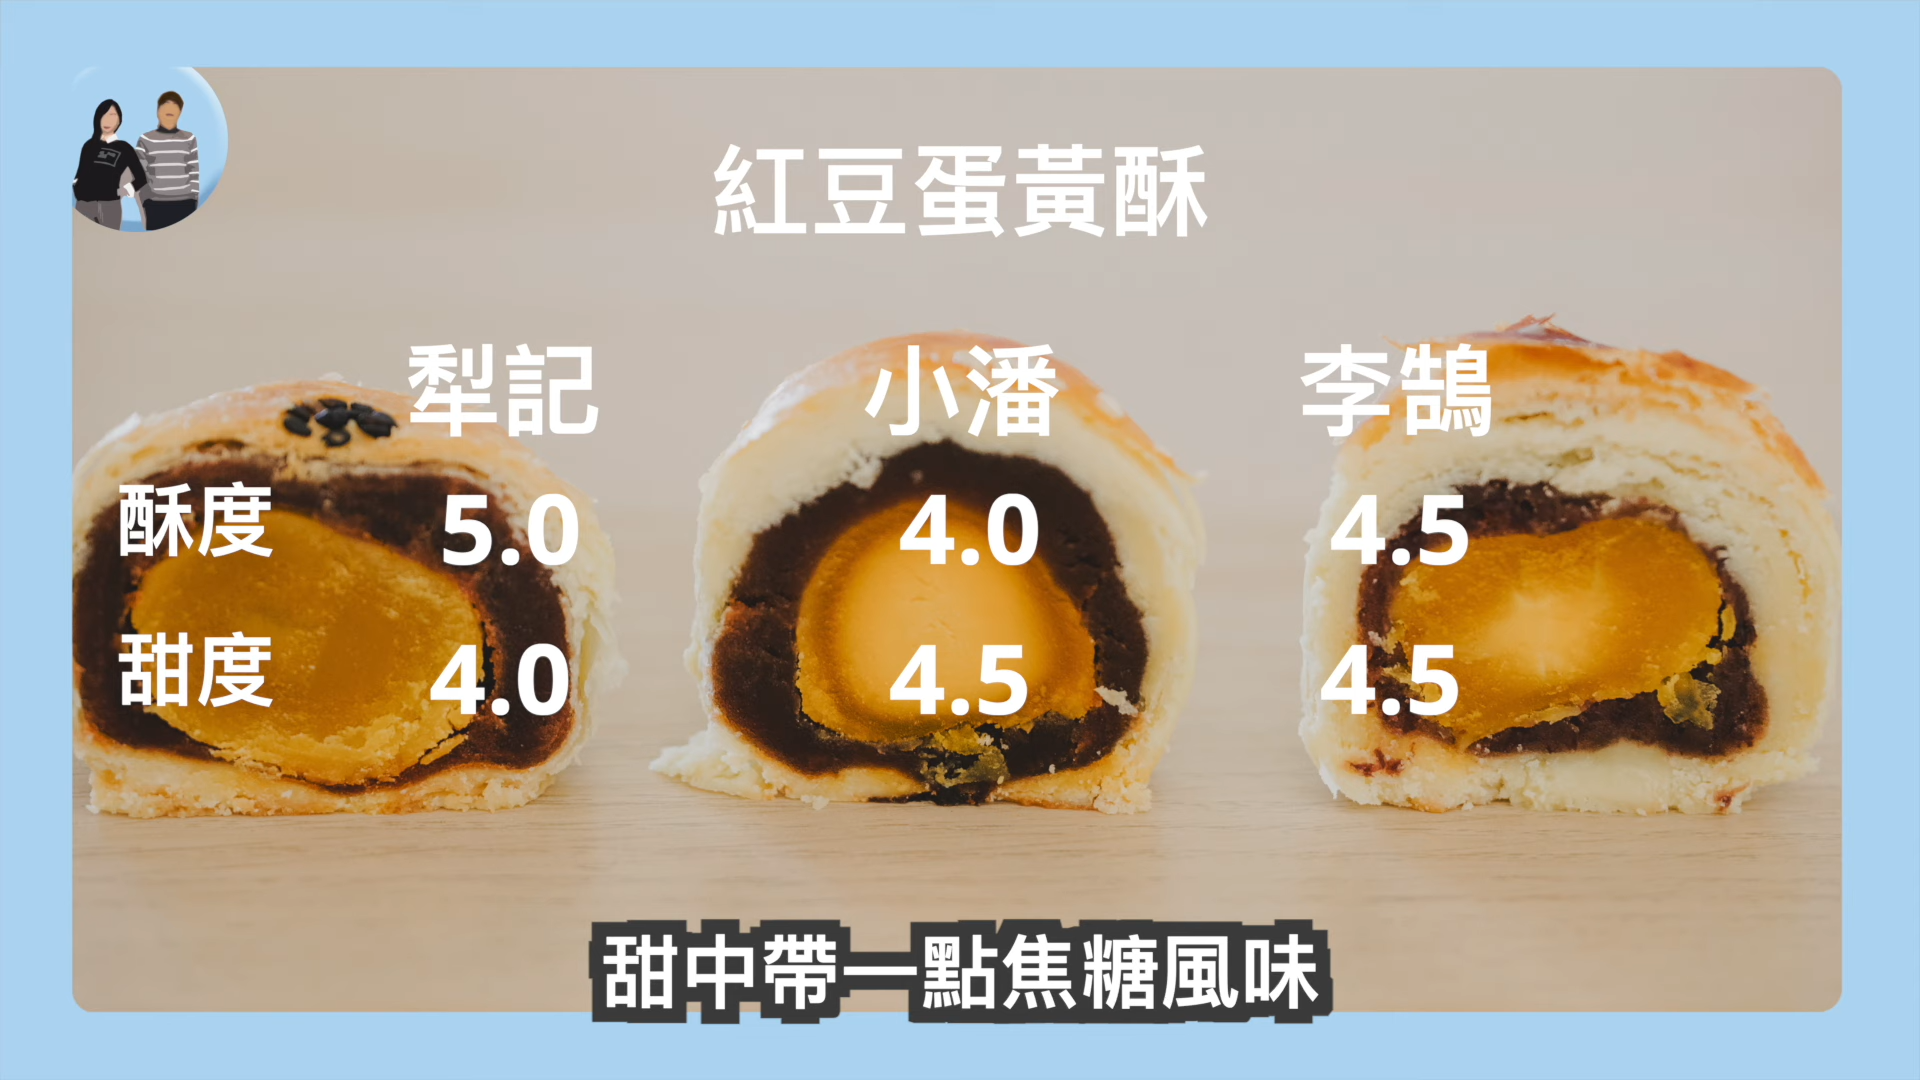 紅豆蛋黃酥
犁記 小潘 李鵠
酥度 5.0 4.0 4.5
甜度 4.0 4.5 4.5
甜中帶一點焦糖風味